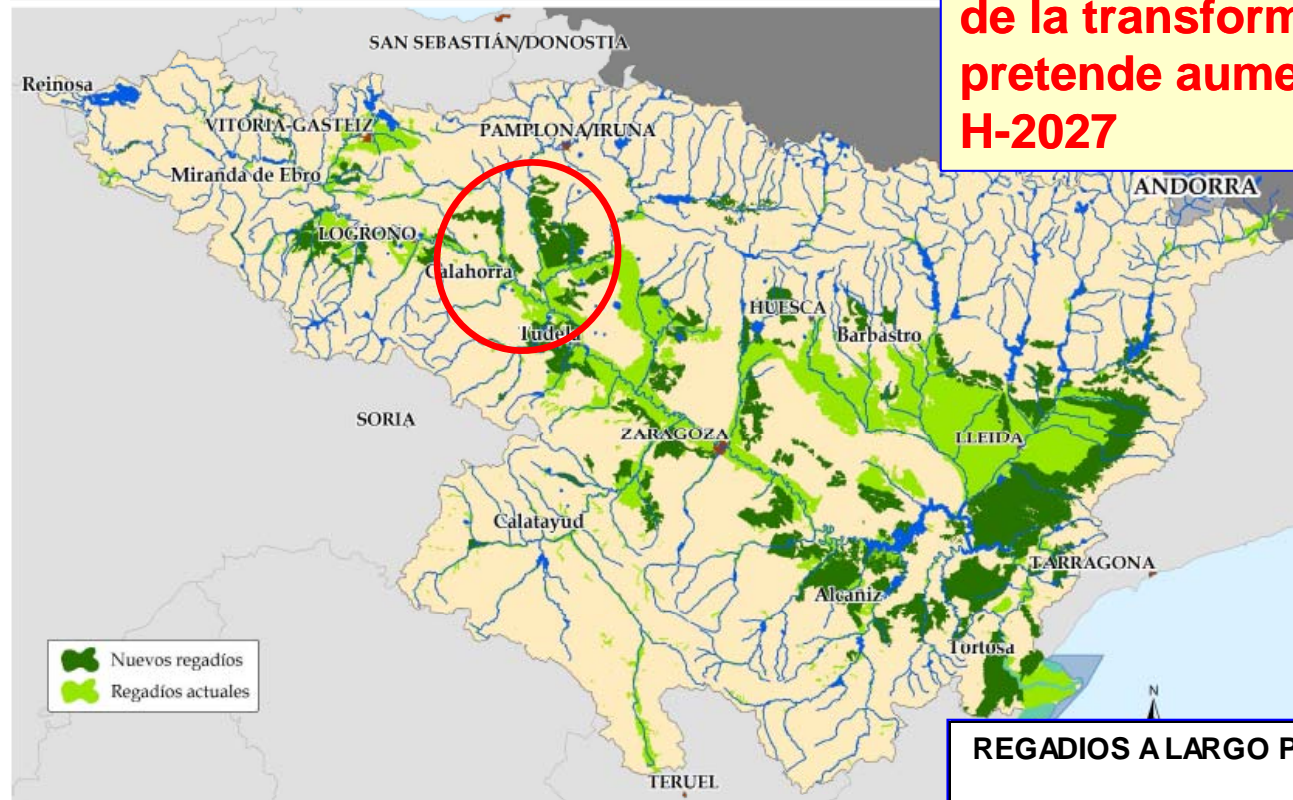 de la transform
pretende aume
H-2027
SAN SEBASTIÁN/DONOSTIA
Reinosa
VITORIA-GASTEIZ
PAMPLONA/IRUNA
Miranda de Ebro
ANDORRA
LOGROÑO
Calahorra
HUESCA
Tudela
Barbastro
SORIA
ZARAGOZA
LLEIDA
Calatayud
TARRAGONA
Alcañiz
Tortosa
Nuevos regadíos
Regadíos actuales
N
REGADIOS A LARGO P
TERUEL